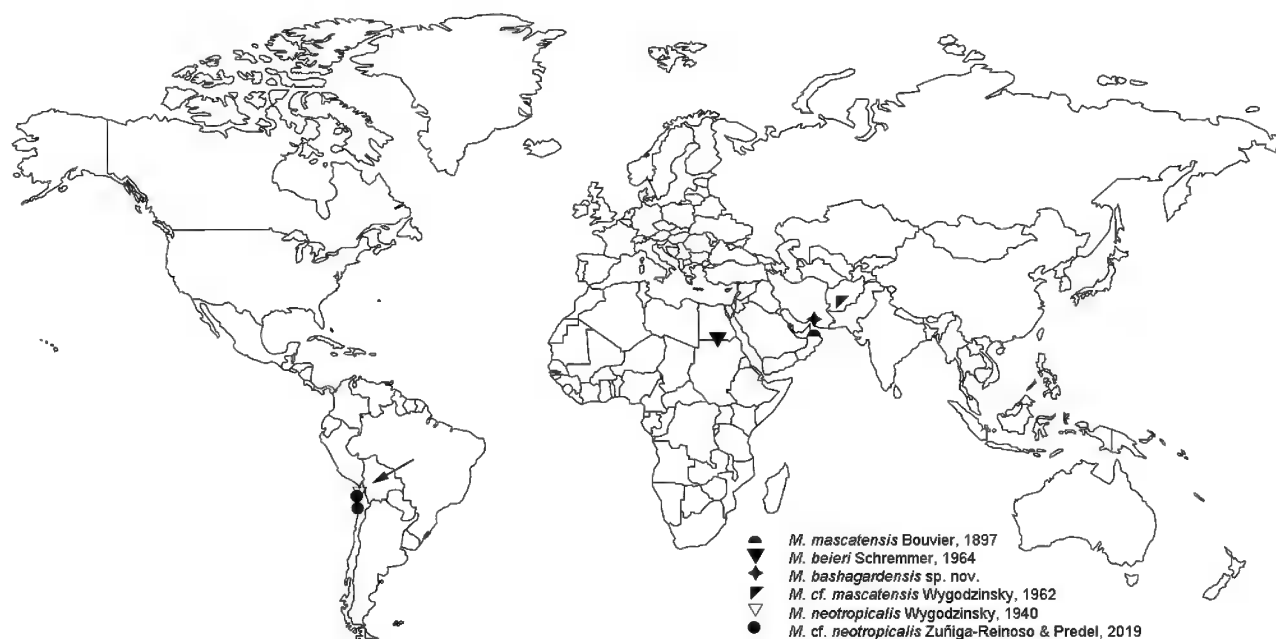 M. mascatensis Bouvier, 1897
M. beieri Schremmer, 1964
M. bashagardensis sp. nov.
M. cf. mascatensis Wygodzinsky, 1962
M. neotropicalis Wygodzinsky, 1940
M. cf. neotropicalis Zuñiga-Reinoso & Predel, 2019